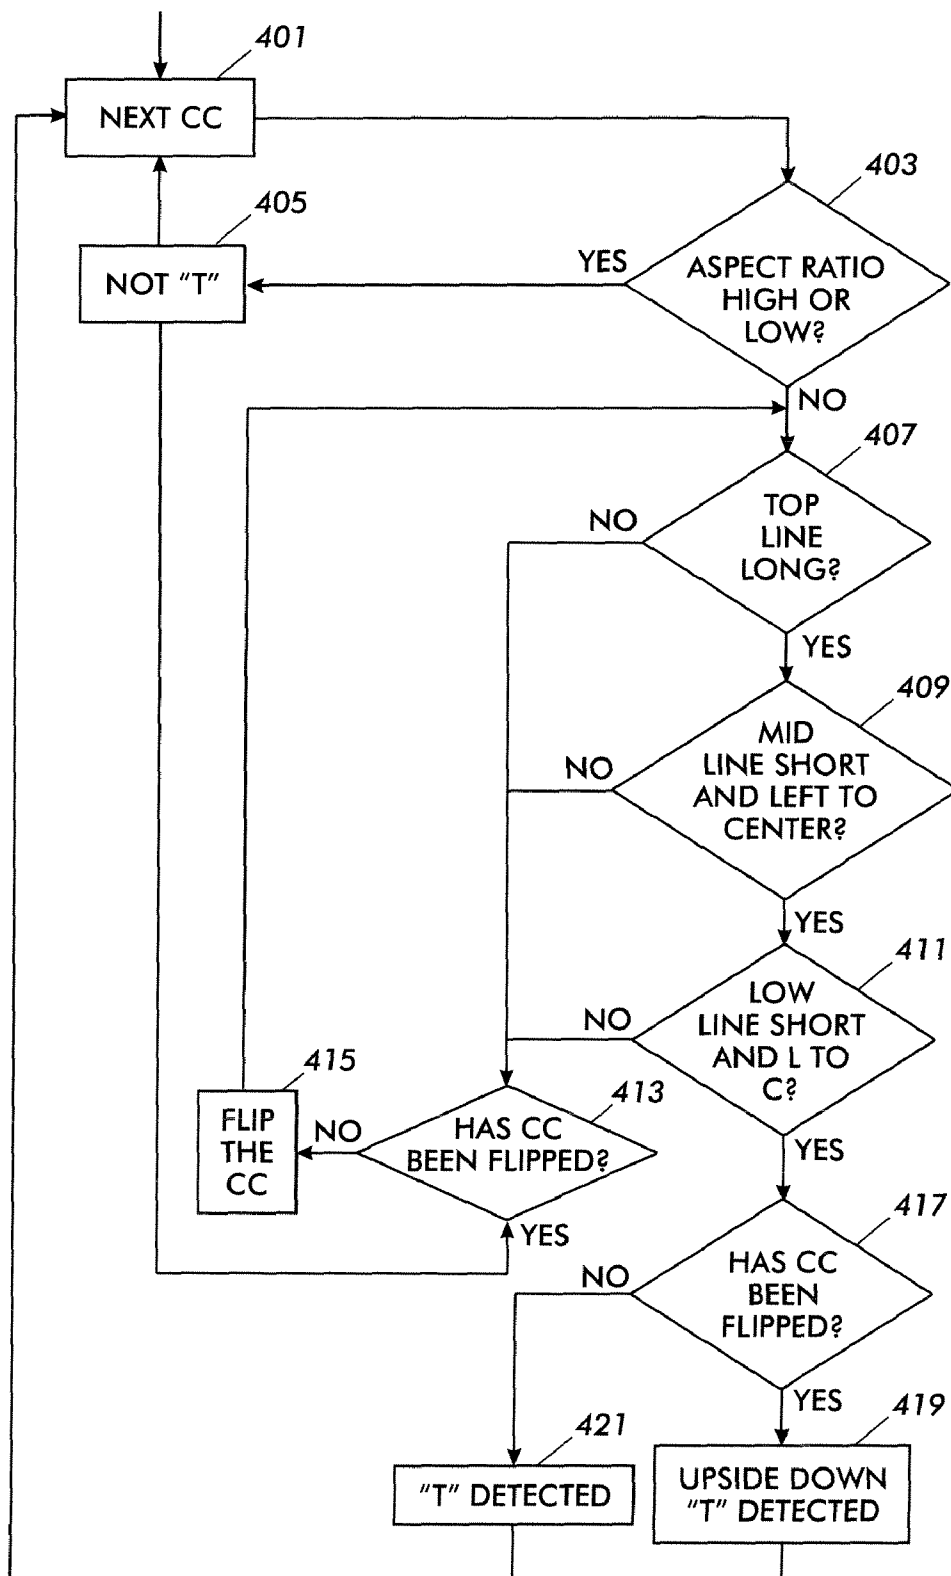 401
NEXT CC
403
405
YES
ASPECT RATIO
HIGH OR
LOW?
NOT "T"
NO
407
TOP
LINE
LONG?
NO
YES
409
MID
LINE SHORT
AND LEFT TO
CENTER?
NO
YES
411
LOW
LINE SHORT
AND L TO
C?
NO
415
FLIP
THE
CC
NO
413
HAS CC
BEEN FLIPPED?
YES
YES
417
HAS CC
BEEN
FLIPPED?
NO
YES
421
"T" DETECTED
419
UPSIDE DOWN
"T" DETECTED